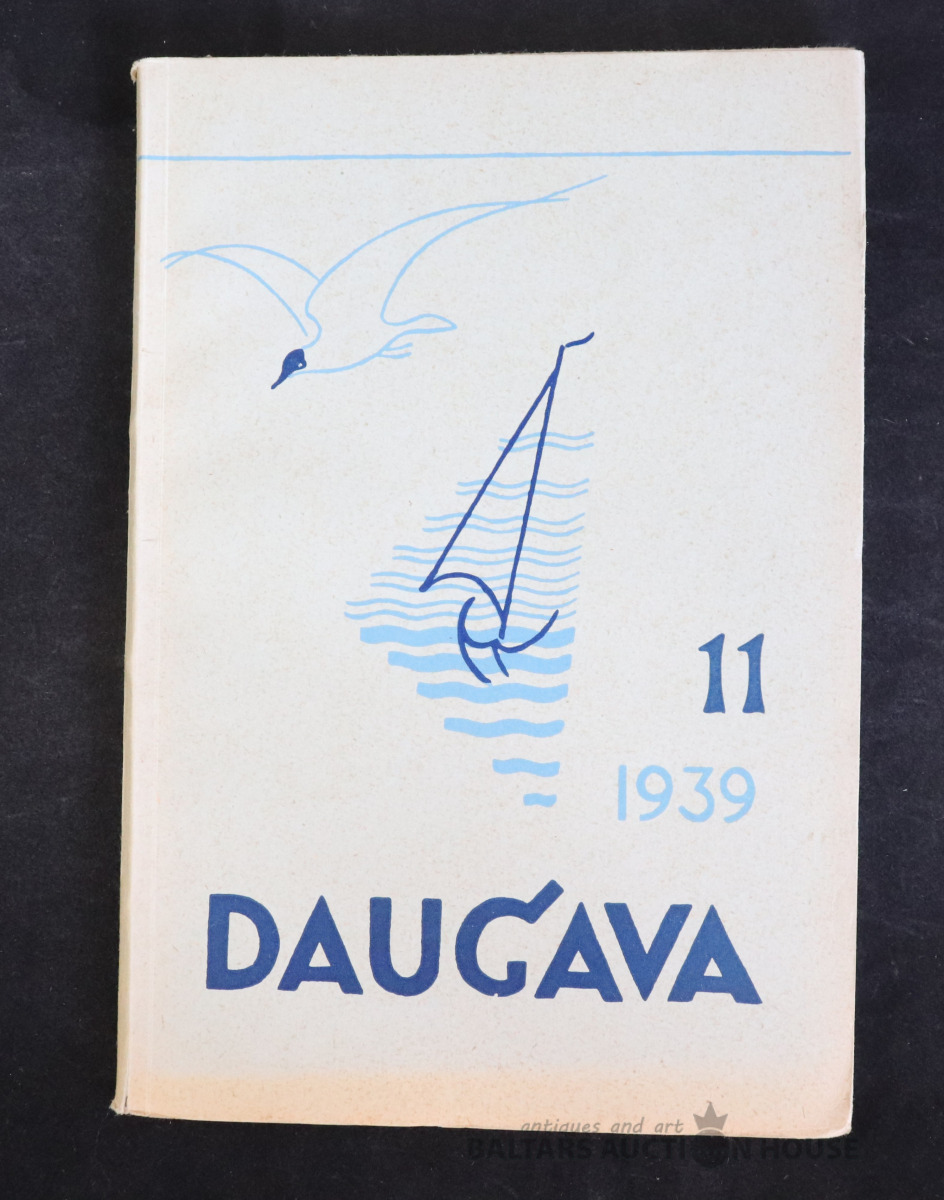 11
1939
DAUGAVA
antiques and art
BALTARS AUCTION HOUSE